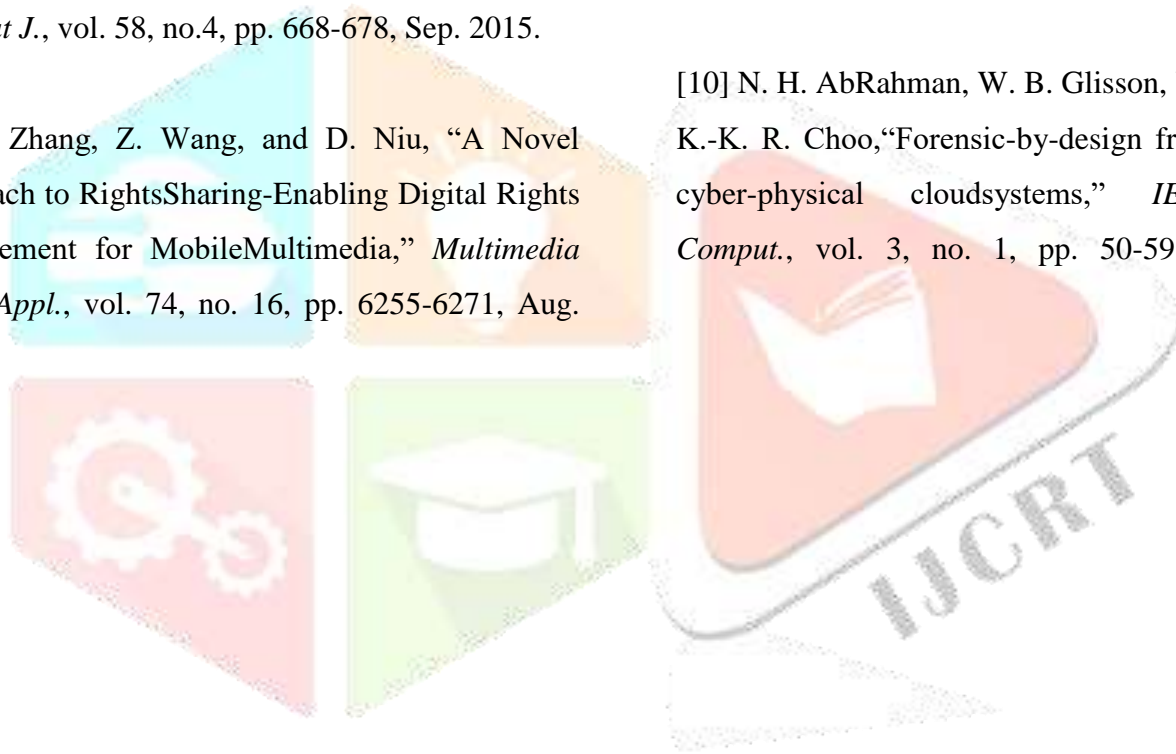 t J., vol. 58, no.4, pp. 668-678, Sep. 2015.
Zhang, Z. Wang, and D. Niu, “A Novel
ach to RightsSharing-Enabling Digital Rights
ement for MobileMultimedia,” Multimedia
Appl., vol. 74, no. 16, pp. 6255-6271, Aug.
[10] N. H. AbRahman, W. B. Glisson,
K.-K. R. Choo,“Forensic-by-design fr
cyber-physical cloudsystems,” IE
Comput., vol. 3, no. 1, pp. 50-59
IJCRT